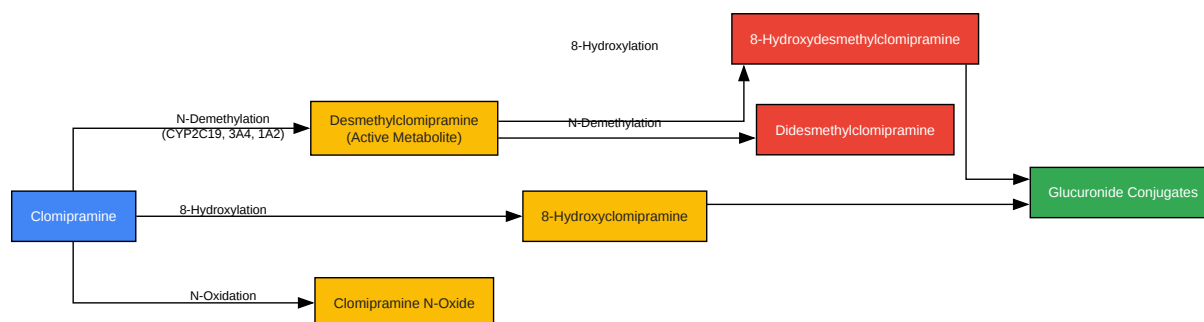 8-Hydroxydesmethylclomipramine
8-Hydroxylation
N-Demethylation
(CYP2C19, 3A4, 1A2)
Desmethylclomipramine
(Active Metabolite)
N-Demethylation
Didesmethylclomipramine
Glucuronide Conjugates
Clomipramine
8-Hydroxylation
8-Hydroxyclomipramine
N-Oxidation
Clomipramine N-Oxide